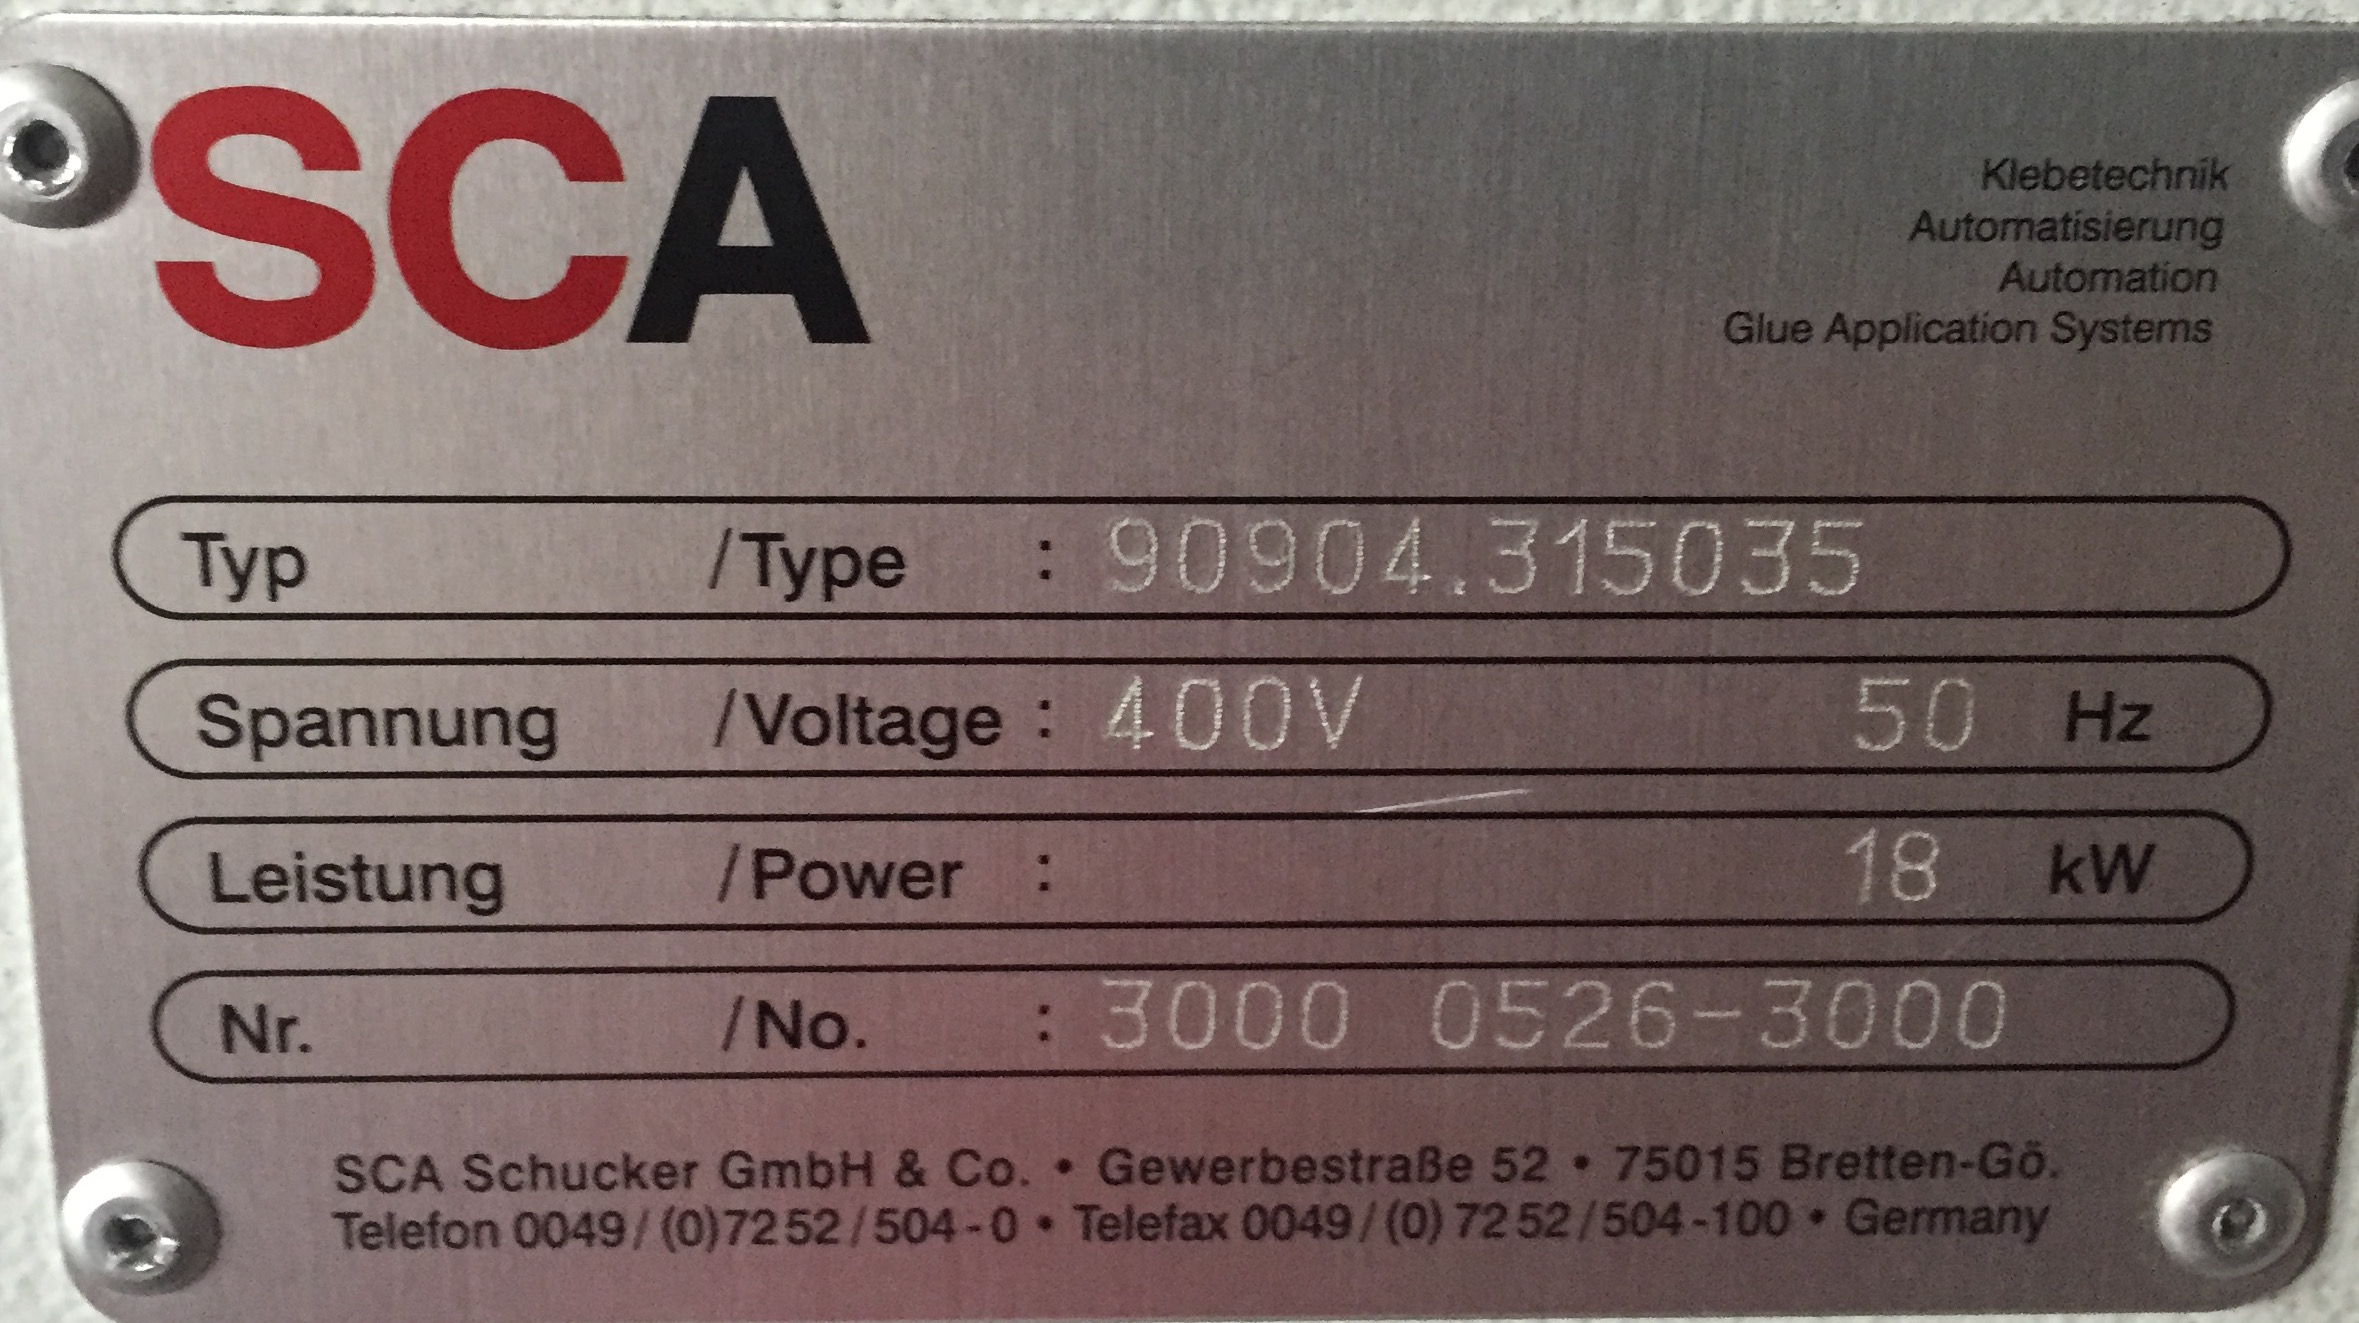 SCA
Klebetechnik
Automatisierung
Automation
Glue Application Systems
Typ /Type : 90904.315035
Spannung /Voltage : 400V 50 Hz
Leistung /Power : 18 kW
Nr. /No. : 3000 0526-3000
SCA Schucker GmbH & Co. • Gewerbestraße 52 • 75015 Bretten-Gö.
Telefon 0049/(0)7252/504-0 • Telefax 0049/(0)7252/504-100 • Germany